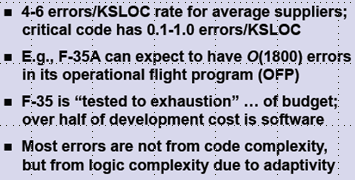 ▪ 4-6 errors/KSLOC rate for average suppliers;
critical code has 0.1-1.0 errors/KSLOC
▪ E.g., F-35A can expect to have O(1800) errors
in its operational flight program (OFP)
▪ F-35 is “tested to exhaustion” … of budget;
over half of development cost is software
▪ Most errors are not from code complexity,
but from logic complexity due to adaptivity